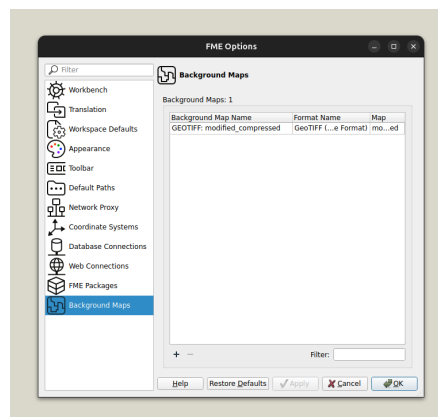 FME Options
Filter
Workbench
Translation
Workspace Defaults
Appearance
Toolbar
Default Paths
Network Proxy
Coordinate Systems
Database Connections
Web Connections
FME Packages
Background Maps
Background Maps
Background Maps: 1
Background Map Name Format Name Map
GEOTIFF: modified_compressed GeoTIFF (...e Format) mo...ed
+ −
Filter:
Help Restore Defaults Apply Cancel OK